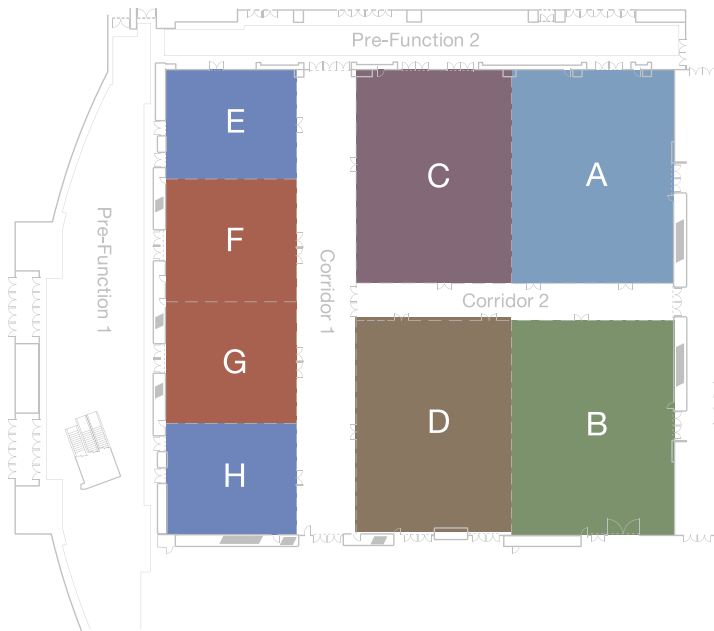 Pre-Function 2
E
C
A
F
Pre-Function 1
Corridor 1
Corridor 2
G
D
B
H